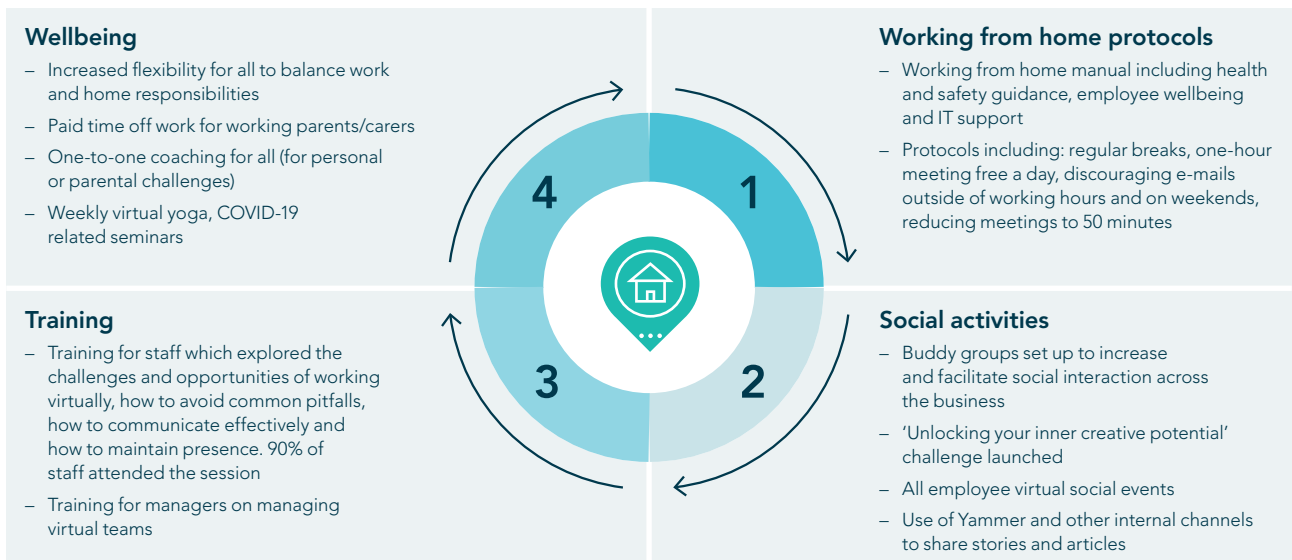 Wellbeing
– Increased flexibility for all to balance work
and home responsibilities
– Paid time off work for working parents/carers
– One-to-one coaching for all (for personal
or parental challenges)
– Weekly virtual yoga, COVID-19
related seminars
Working from home protocols
– Working from home manual including health
and safety guidance, employee wellbeing
and IT support
– Protocols including: regular breaks, one-hour
meeting free a day, discouraging e-mails
outside of working hours and on weekends,
reducing meetings to 50 minutes
4
1
3
2
Training
– Training for staff which explored the
challenges and opportunities of working
virtually, how to avoid common pitfalls,
how to communicate effectively and
how to maintain presence. 90% of
staff attended the session
– Training for managers on managing
virtual teams
Social activities
– Buddy groups set up to increase
and facilitate social interaction across
the business
– ‘Unlocking your inner creative potential’
challenge launched
– All employee virtual social events
– Use of Yammer and other internal channels
to share stories and articles